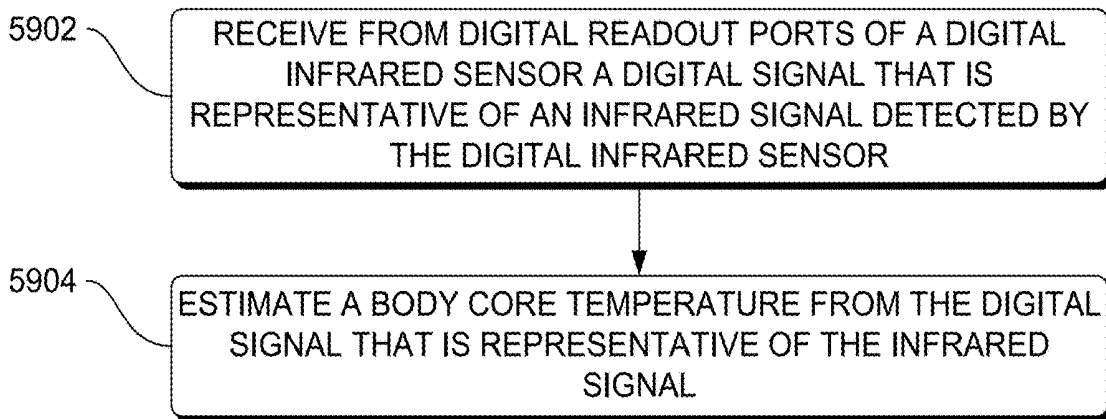 5902
RECEIVE FROM DIGITAL READOUT PORTS OF A DIGITAL
INFRARED SENSOR A DIGITAL SIGNAL THAT IS
REPRESENTATIVE OF AN INFRARED SIGNAL DETECTED BY
THE DIGITAL INFRARED SENSOR
5904
ESTIMATE A BODY CORE TEMPERATURE FROM THE DIGITAL
SIGNAL THAT IS REPRESENTATIVE OF THE INFRARED
SIGNAL